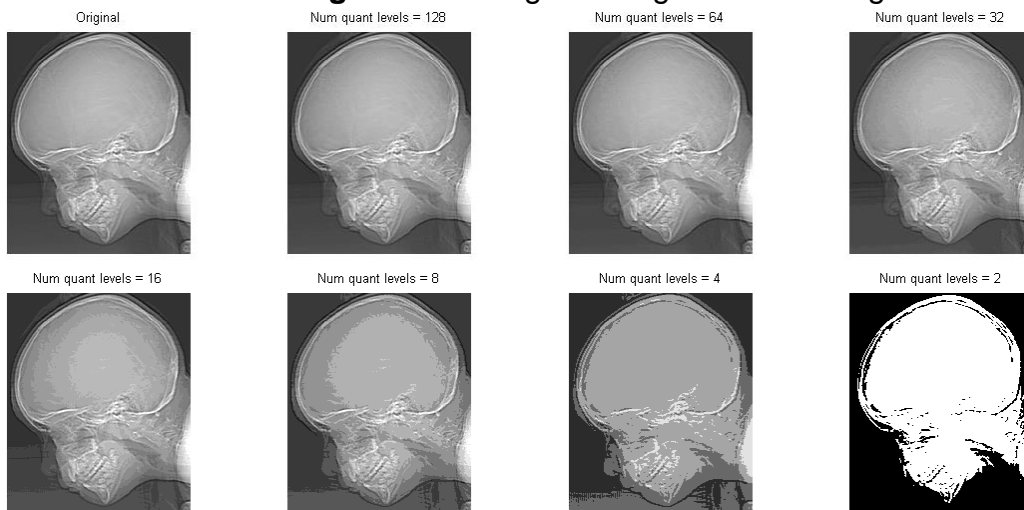 Original
Num quant levels = 128
Num quant levels = 64
Num quant levels = 32
Num quant levels = 16
Num quant levels = 8
Num quant levels = 4
Num quant levels = 2